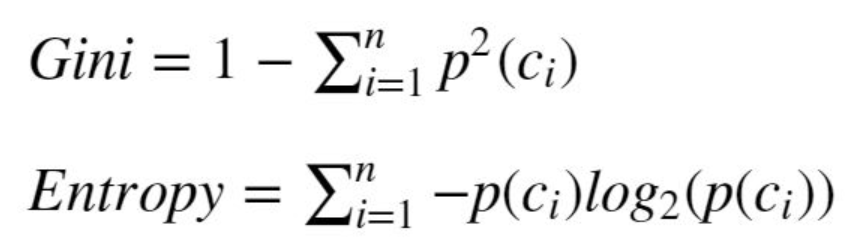 Gini = 1 − ∑ⁿᵢ₌₁ p²(cᵢ)
Entropy = ∑ⁿᵢ₌₁ −p(cᵢ)log₂(p(cᵢ))